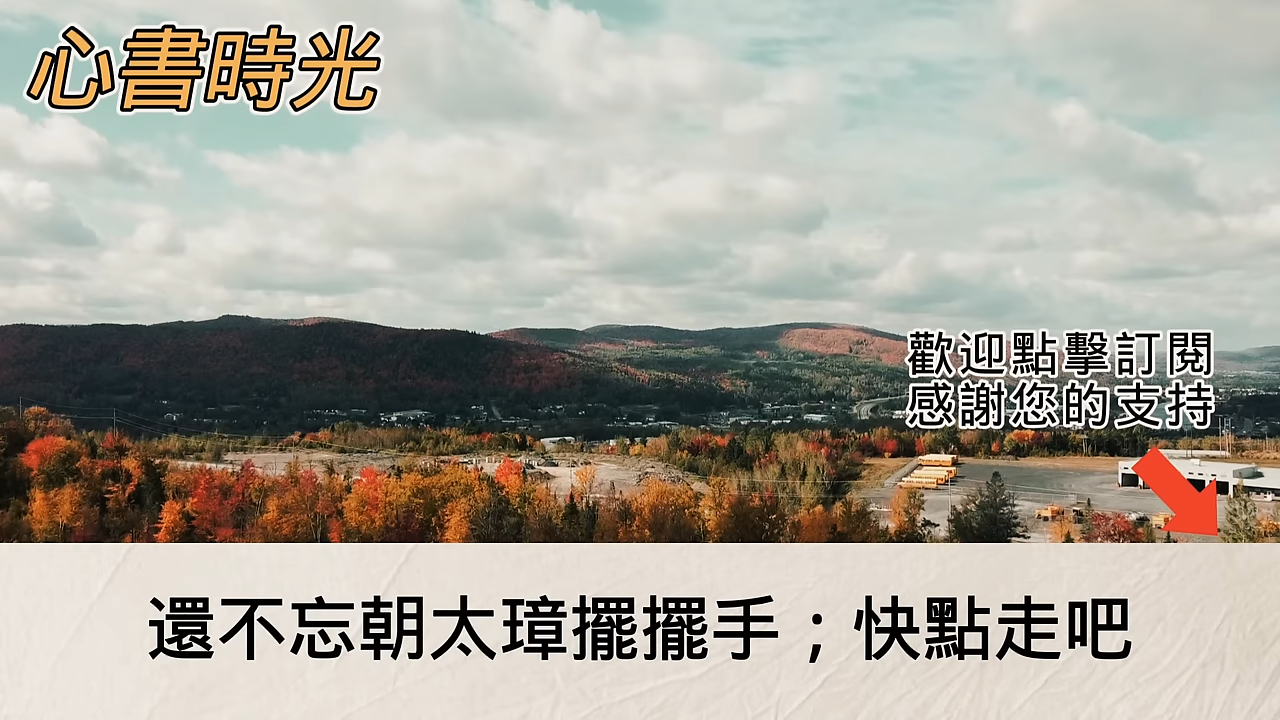 心書時光
歡迎點擊訂閱
感謝您的支持
還不忘朝太璋擺擺手；快點走吧